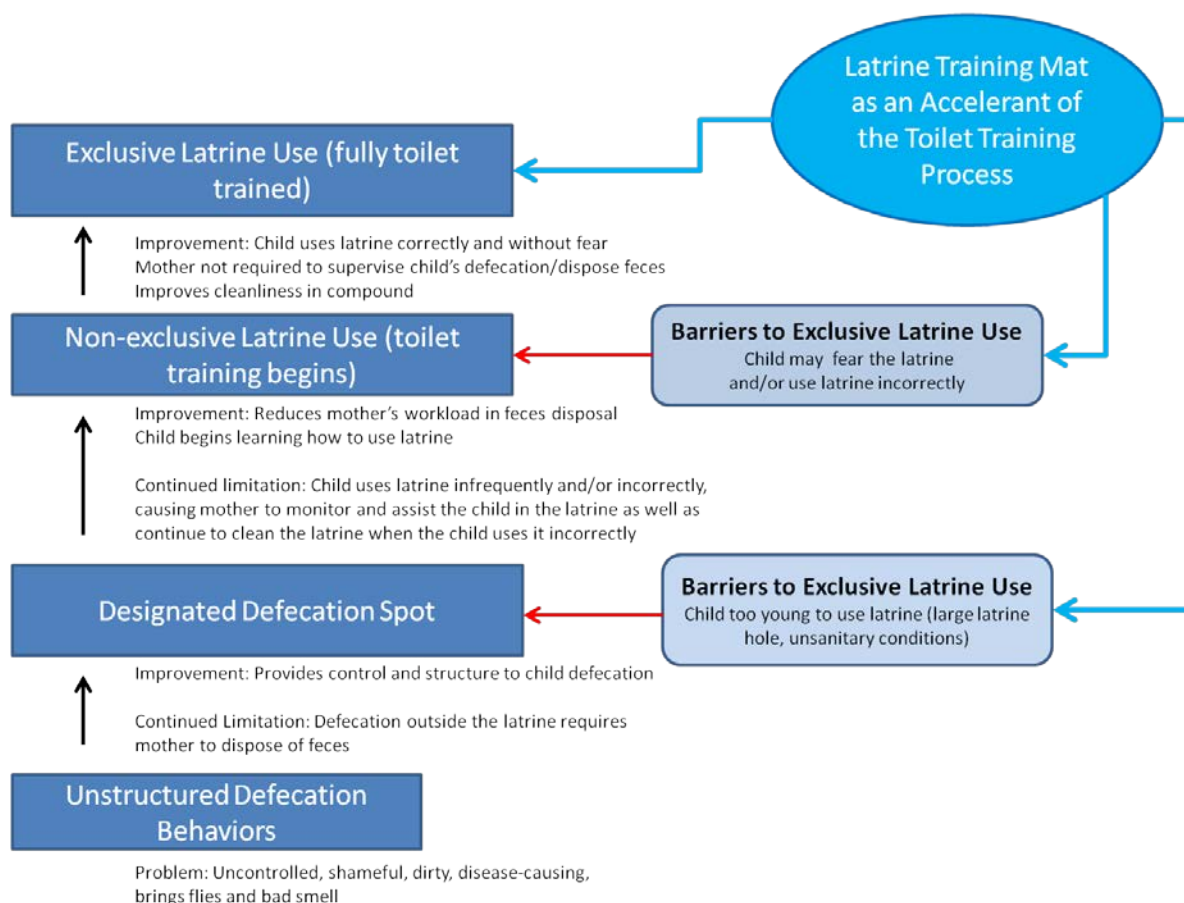 Latrine Training Mat
as an Accelerant of
the Toilet Training
Process
Exclusive Latrine Use (fully toilet
trained)
Improvement: Child uses latrine correctly and without fear
Mother not required to supervise child's defecation/dispose feces
Improves cleanliness in compound
Non-exclusive Latrine Use (toilet
training begins)
Barriers to Exclusive Latrine Use
Child may fear the latrine
and/or use latrine incorrectly
Improvement: Reduces mother's workload in feces disposal
Child begins learning how to use latrine
Continued limitation: Child uses latrine infrequently and/or incorrectly,
causing mother to monitor and assist the child in the latrine as well as
continue to clean the latrine when the child uses it incorrectly
Designated Defecation Spot
Barriers to Exclusive Latrine Use
Child too young to use latrine (large latrine
hole, unsanitary conditions)
Improvement: Provides control and structure to child defecation
Continued Limitation: Defecation outside the latrine requires
mother to dispose of feces
Unstructured Defecation
Behaviors
Problem: Uncontrolled, shameful, dirty, disease-causing,
brings flies and bad smell